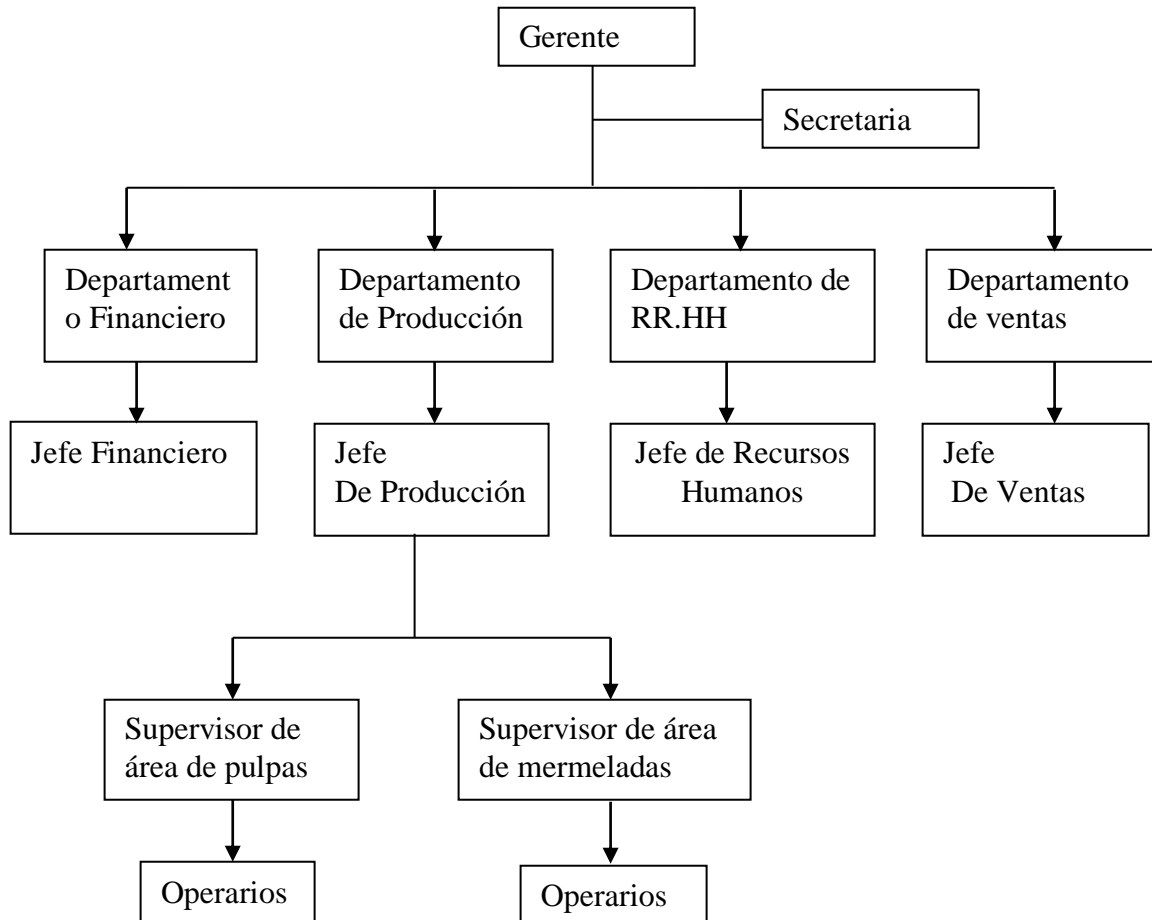 Gerente
Secretaria
Departament
o Financiero
Departamento
de Producción
Departamento de
RR.HH
Departamento
de ventas
Jefe Financiero
Jefe
De Producción
Jefe de Recursos
Humanos
Jefe
De Ventas
Supervisor de
área de pulpas
Supervisor de área
de mermeladas
Operarios
Operarios